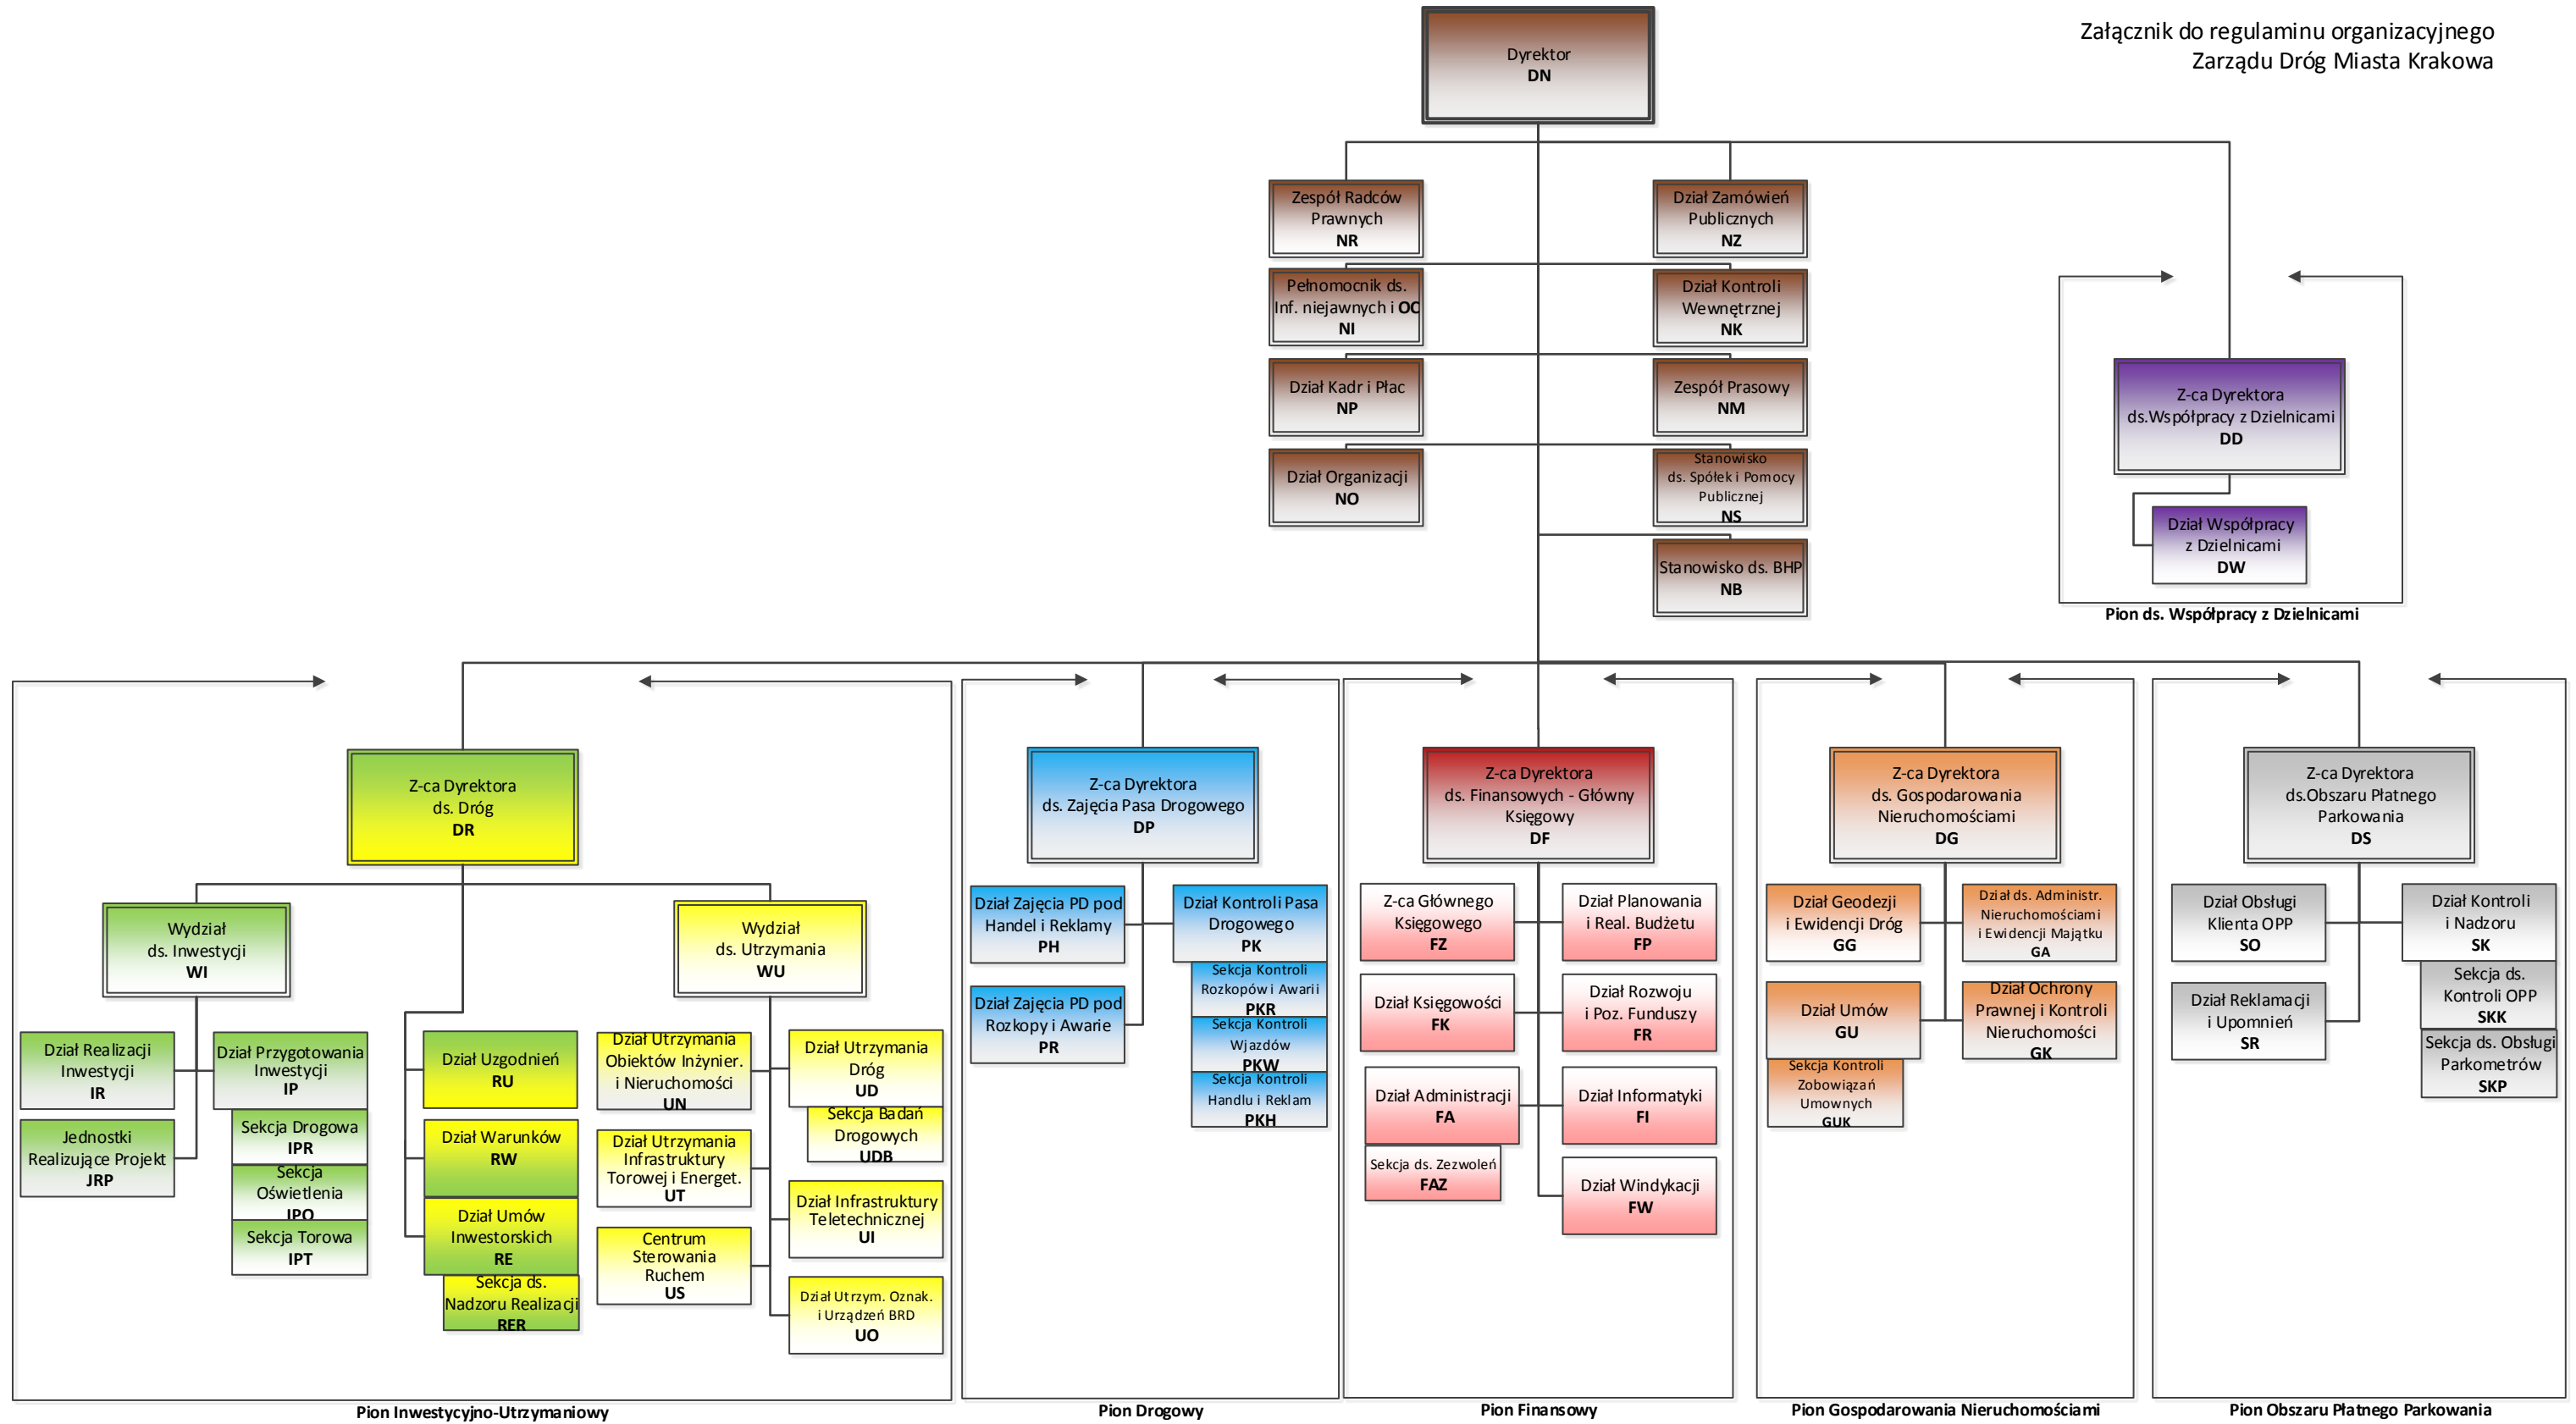 Załącznik do regulaminu organizacyjnego
Zarządu Dróg Miasta Krakowa
Dyrektor
DN
Zespół Radców
Prawnych
NR
Dział Zamówień
Publicznych
NZ
Pełnomocnik ds.
Inf. niejawnych i OC
NI
Dział Kontroli
Wewnętrznej
NK
Dział Kadr i Płac
NP
Zespół Prasowy
NM
Dział Organizacji
NO
Stanowisko
ds. Spółek i Pomocy
Publicznej
NS
Stanowisko ds. BHP
NB
Z-ca Dyrektora
ds.Współpracy z Dzielnicami
DD
Dział Współpracy
z Dzielnicami
DW
Pion ds. Współpracy z Dzielnicami
Z-ca Dyrektora
ds. Dróg
DR
Wydział
ds. Inwestycji
WI
Wydział
ds. Utrzymania
WU
Dział Realizacji
Inwestycji
IR
Dział Przygotowania
Inwestycji
IP
Jednostki
Realizujące Projekt
JRP
Sekcja Drogowa
IPR
Sekcja
Oświetlenia
IPO
Sekcja Torowa
IPT
Dział Uzgodnień
RU
Dział Warunków
RW
Dział Umów
Inwestorskich
RE
Sekcja ds.
Nadzoru Realizacji
RER
Dział Utrzymania
Obiektów Inżynier.
i Nieruchomości
UN
Dział Utrzymania
Dróg
UD
Sekcja Badań
Drogowych
UDB
Dział Utrzymania
Infrastruktury
Torowej i Energet.
UT
Dział Infrastruktury
Teletechnicznej
UI
Centrum
Sterowania
Ruchem
US
Dział Utrzym. Oznak.
i Urządzeń BRD
UO
Pion Inwestycyjno-Utrzymaniowy
Z-ca Dyrektora
ds. Zajęcia Pasa Drogowego
DP
Dział Zajęcia PD pod
Handel i Reklamy
PH
Dział Kontroli Pasa
Drogowego
PK
Dział Zajęcia PD pod
Rozkopy i Awarie
PR
Sekcja Kontroli
Rozkopów i Awarii
PKR
Sekcja Kontroli
Wjazdów
PKW
Sekcja Kontroli
Handlu i Reklam
PKH
Pion Drogowy
Z-ca Dyrektora
ds. Finansowych - Główny
Księgowy
DF
Z-ca Głównego
Księgowego
FZ
Dział Planowania
i Real. Budżetu
FP
Dział Księgowości
FK
Dział Rozwoju
i Poz. Funduszy
FR
Dział Administracji
FA
Dział Informatyki
FI
Sekcja ds. Zezwoleń
FAZ
Dział Windykacji
FW
Pion Finansowy
Z-ca Dyrektora
ds. Gospodarowania
Nieruchomościami
DG
Dział Geodezji
i Ewidencji Dróg
GG
Dział ds. Administr.
Nieruchomościami
i Ewidencji Majątku
GA
Dział Umów
GU
Dział Ochrony
Prawnej i Kontroli
Nieruchomości
GK
Sekcja Kontroli
Zobowiązań
Umownych
GUK
Pion Gospodarowania Nieruchomościami
Z-ca Dyrektora
ds.Obszaru Płatnego
Parkowania
DS
Dział Obsługi
Klienta OPP
SO
Dział Kontroli
i Nadzoru
SK
Dział Reklamacji
i Upomnień
SR
Sekcja ds.
Kontroli OPP
SKK
Sekcja ds. Obsługi
Parkometrów
SKP
Pion Obszaru Płatnego Parkowania